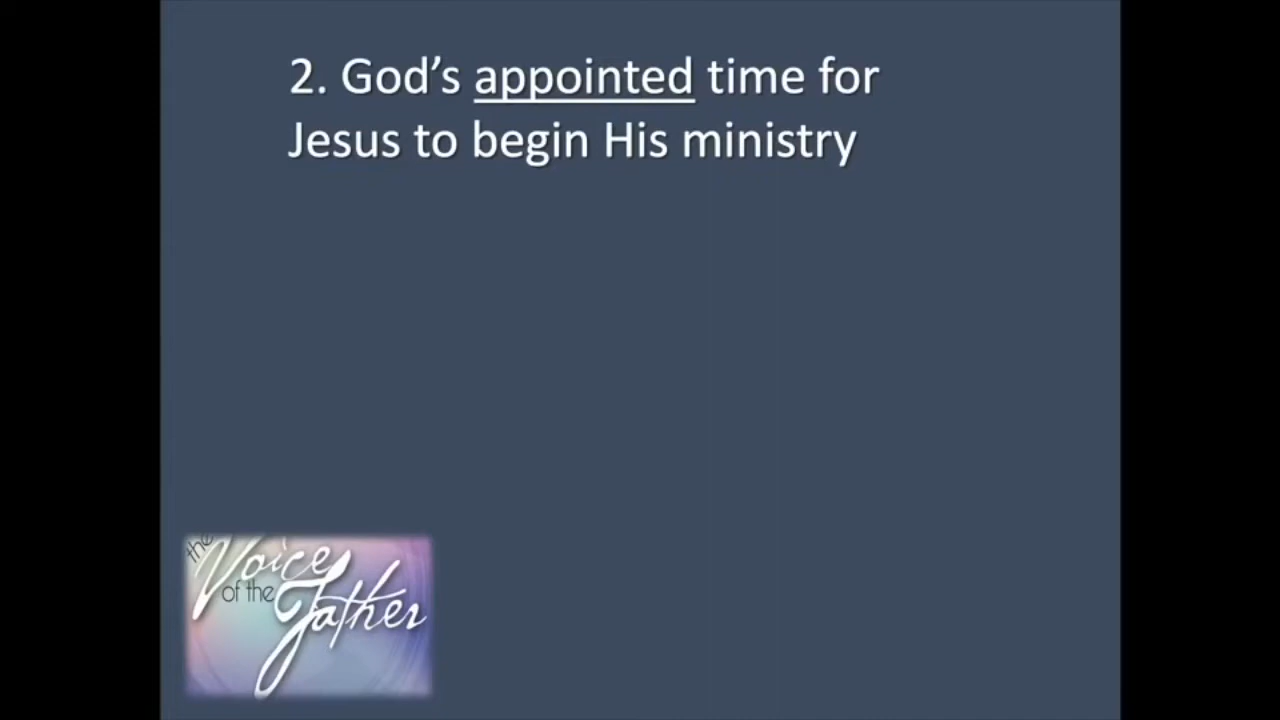 2. God’s appointed time for
Jesus to begin His ministry
the
Voice
of the
Father